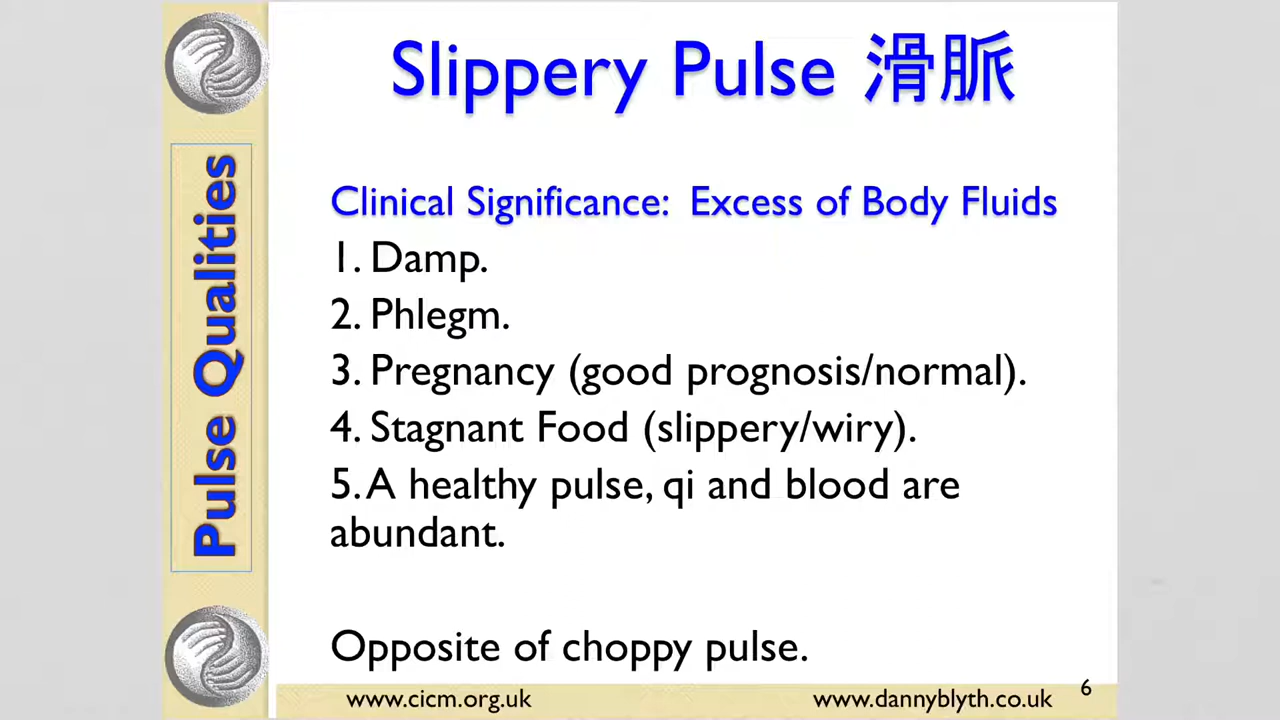 Slippery Pulse 滑脈
Pulse Qualities
Clinical Significance:  Excess of Body Fluids
1. Damp.
2. Phlegm.
3. Pregnancy (good prognosis/normal).
4. Stagnant Food (slippery/wiry).
5. A healthy pulse, qi and blood are
abundant.
Opposite of choppy pulse.
www.cicm.org.uk
www.dannyblyth.co.uk
6